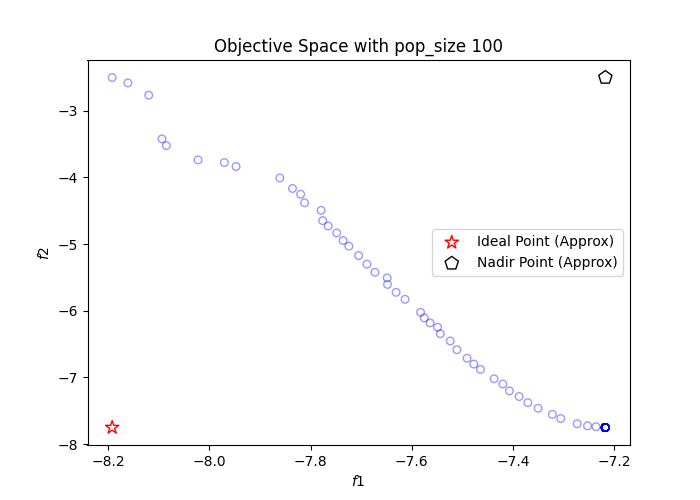 Objective Space with pop_size 100
−3
−4
−5
−6
−7
−8
f2
Ideal Point (Approx)
Nadir Point (Approx)
−8.2
−8.0
−7.8
−7.6
−7.4
−7.2
f1